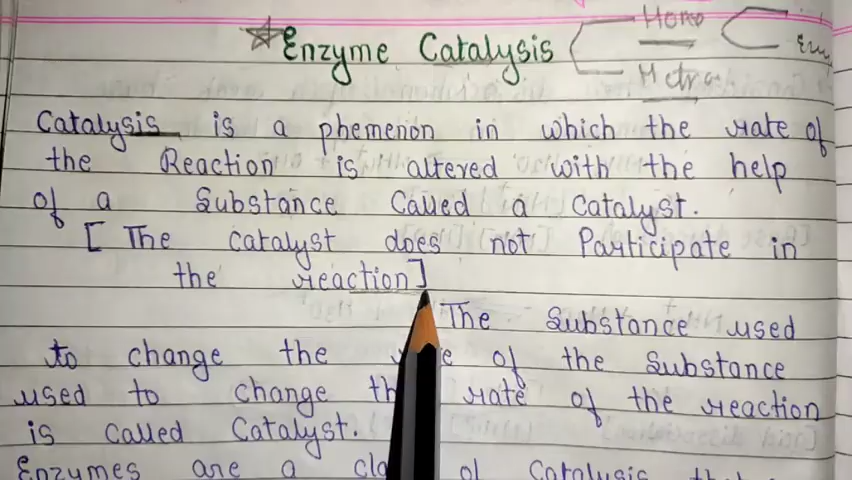 Enzyme Catalysis Homo
Hetra
Catalysis is a phemenon in which the rate of
the Reaction is altered with the help
of a Substance Called a Catalyst.
[ The catalyst does not Participate in
the reaction]
The Substance used
to change the of the Substance
used to change the rate of the reaction
is called Catalyst.
Enzymes are a of Catalysis